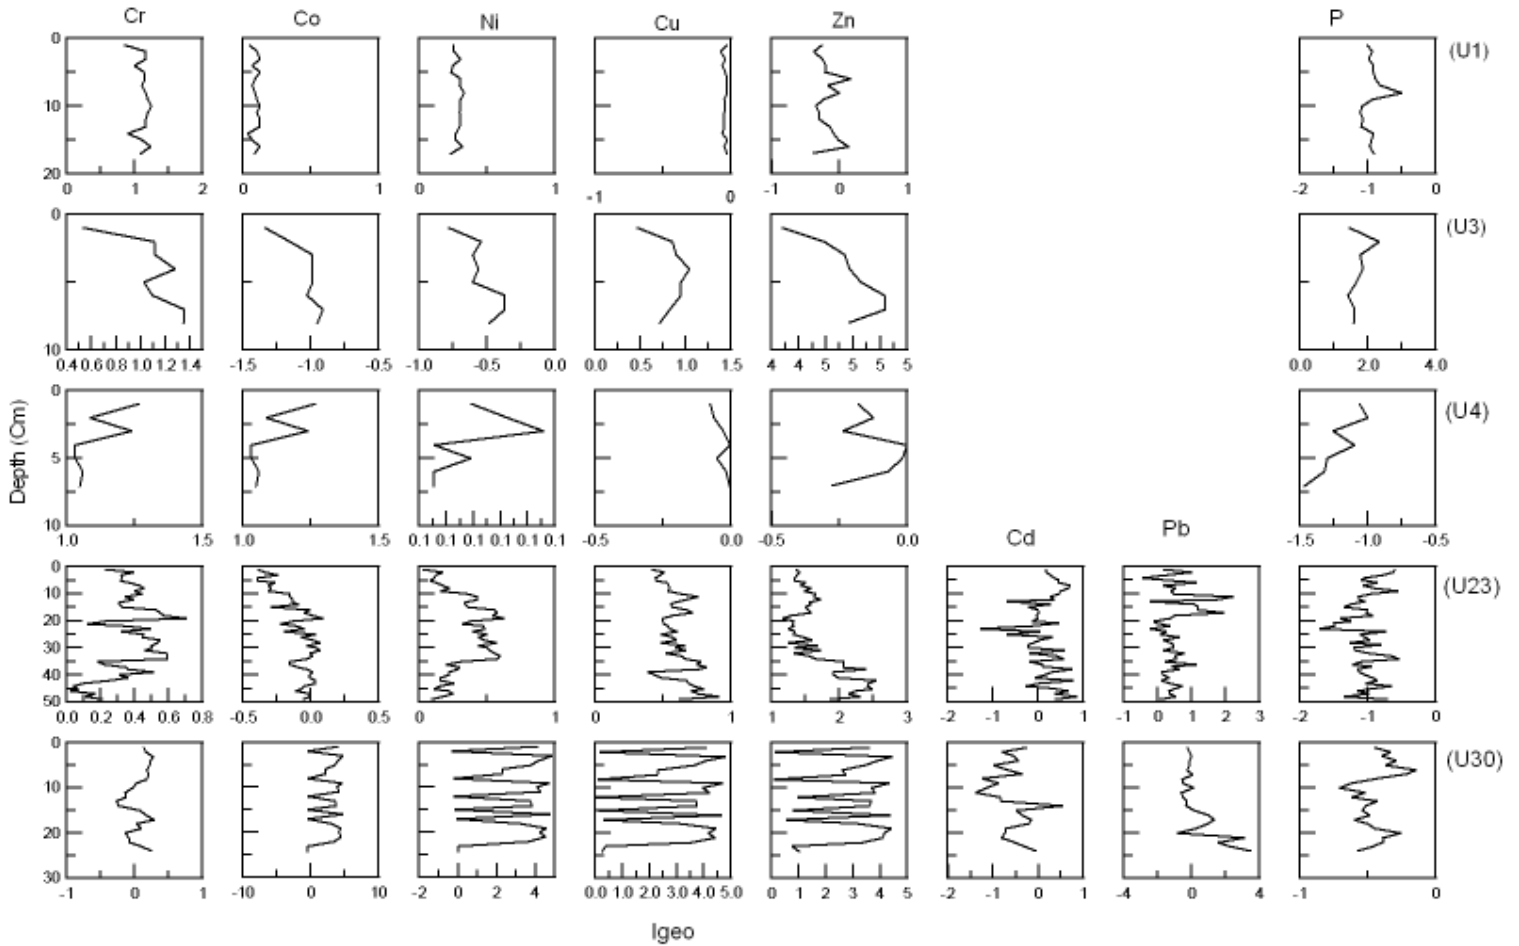 Cr Co Ni Cu Zn P
0 10 20 (U1)
0 1 2 0 1 0 1 -1 0 -1 0 1 -2 -1 0
0 10 (U3)
0.4 0.6 0.8 1.0 1.2 1.4 -1.5 -1.0 -0.5 -1.0 -0.5 0.0 0.0 0.5 1.0 1.5 4 4 5 5 5 5 0.0 2.0 4.0
Depth (Cm)
0 5 10 (U4)
1.0 1.5 1.0 1.5 0.1 0.1 0.1 0.1 0.1 0.1 -0.5 0.0 -0.5 0.0 -1.5 -1.0 -0.5
Cd Pb
0 10 20 30 40 50 (U23)
0.0 0.2 0.4 0.6 0.8 -0.5 0.0 0.5 0 1 0 1 1 2 3 -2 -1 0 1 -1 0 1 2 3 -2 -1 0
0 10 20 30 (U30)
-1 0 1 -10 0 10 -2 0 2 4 0.0 1.0 2.0 3.0 4.0 5.0 0 1 2 3 4 5 -2 -1 0 1 -4 0 4 -1 0
Igeo